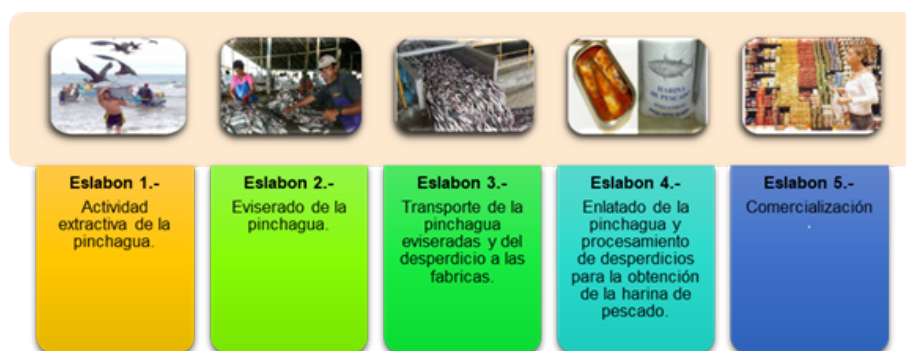 HARINA
DE PESCADO
Eslabon 1.-
Actividad
extractiva de la
pinchagua.
Eslabon 2.-
Eviserado de la
pinchagua.
Eslabon 3.-
Transporte de la
pinchagua
eviseradas y del
desperdicio a las
fabricas.
Eslabon 4.-
Enlatado de la
pinchagua y
procesamiento
de desperdicios
para la obtención
de la harina de
pescado.
Eslabon 5.-
Comercialización
.